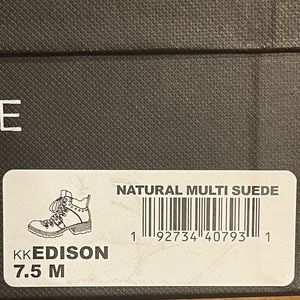 E
NATURAL MULTI SUEDE
1 92734 40793 1
KKEDISON
7.5 M